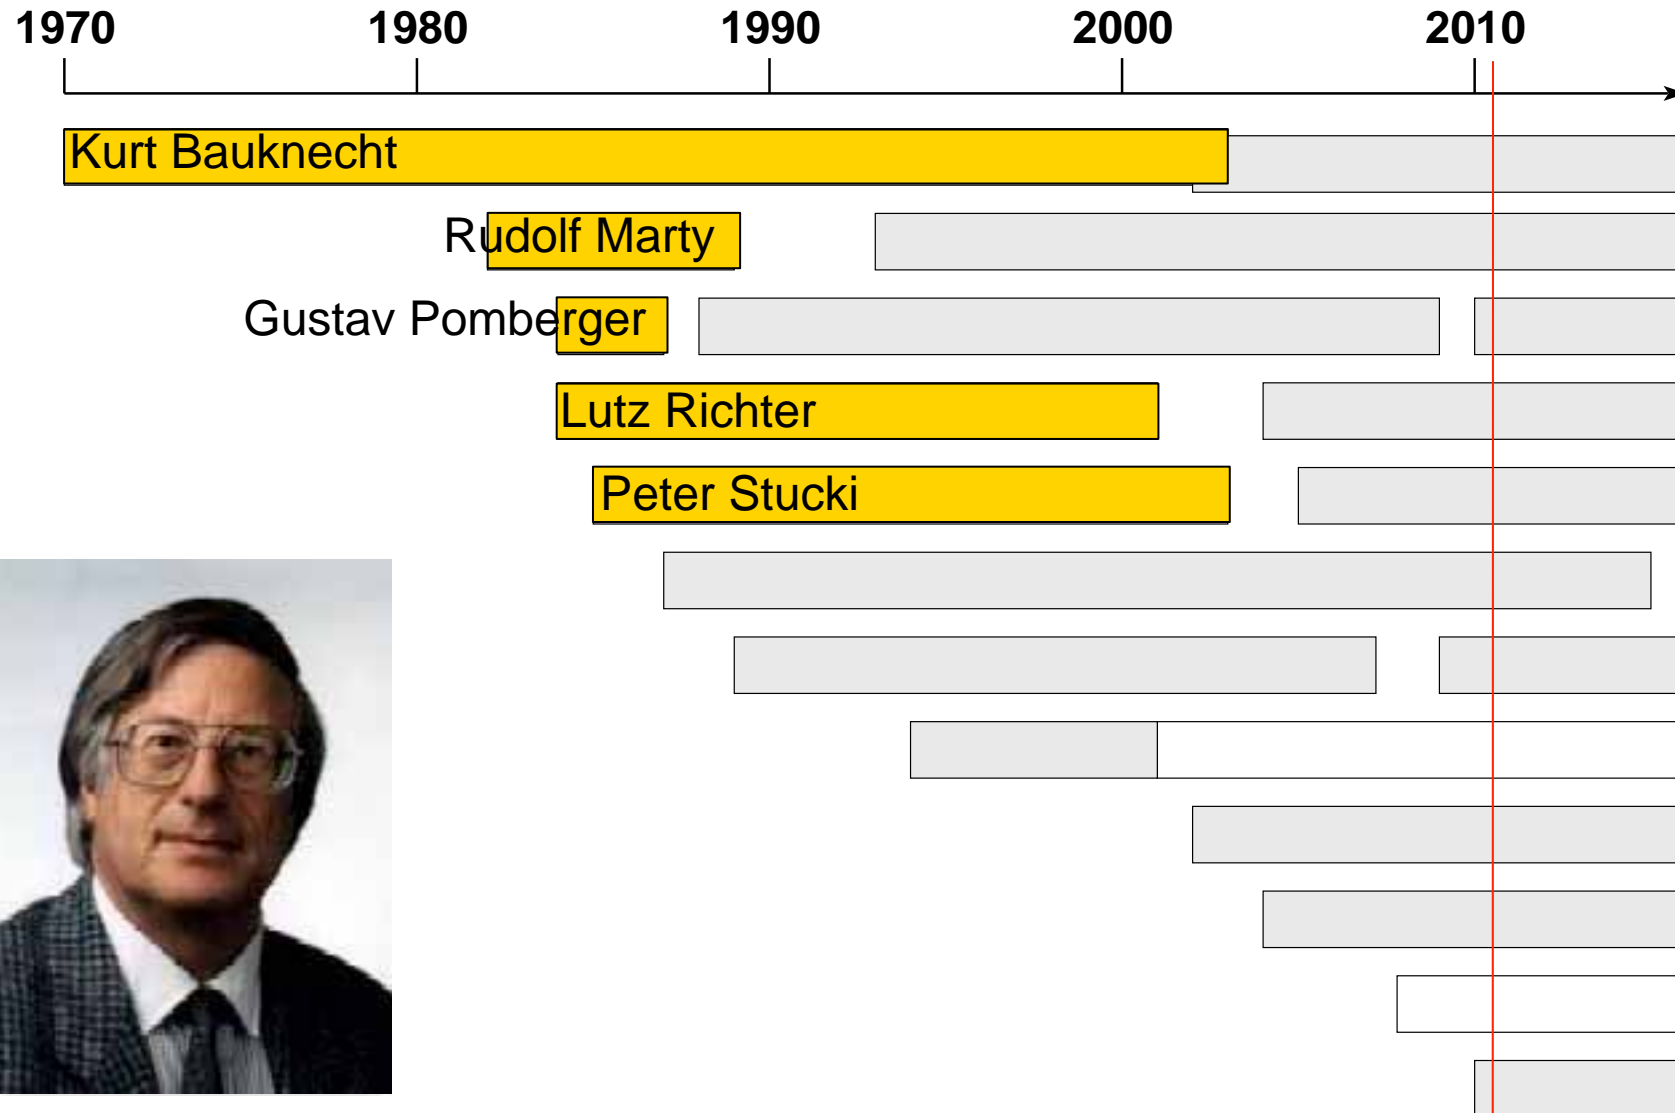 1970 1980 1990 2000 2010
Kurt Bauknecht
Rudolf Marty
Gustav Pomberger
Lutz Richter
Peter Stucki